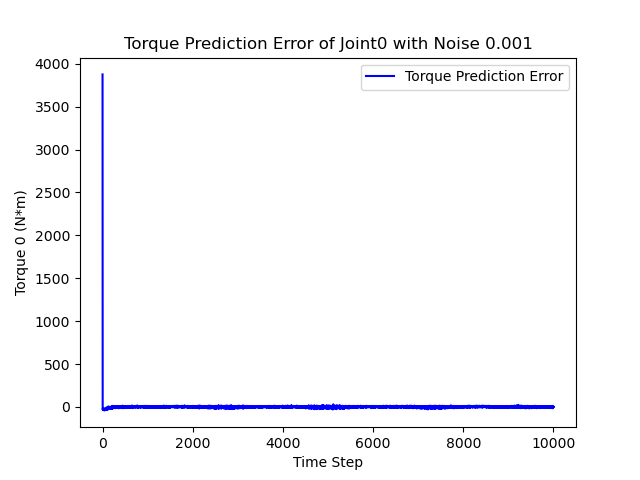 Torque Prediction Error of Joint0 with Noise 0.001
Torque Prediction Error
4000
3500
3000
2500
2000
1500
1000
500
0
Torque 0 (N*m)
0 2000 4000 6000 8000 10000
Time Step